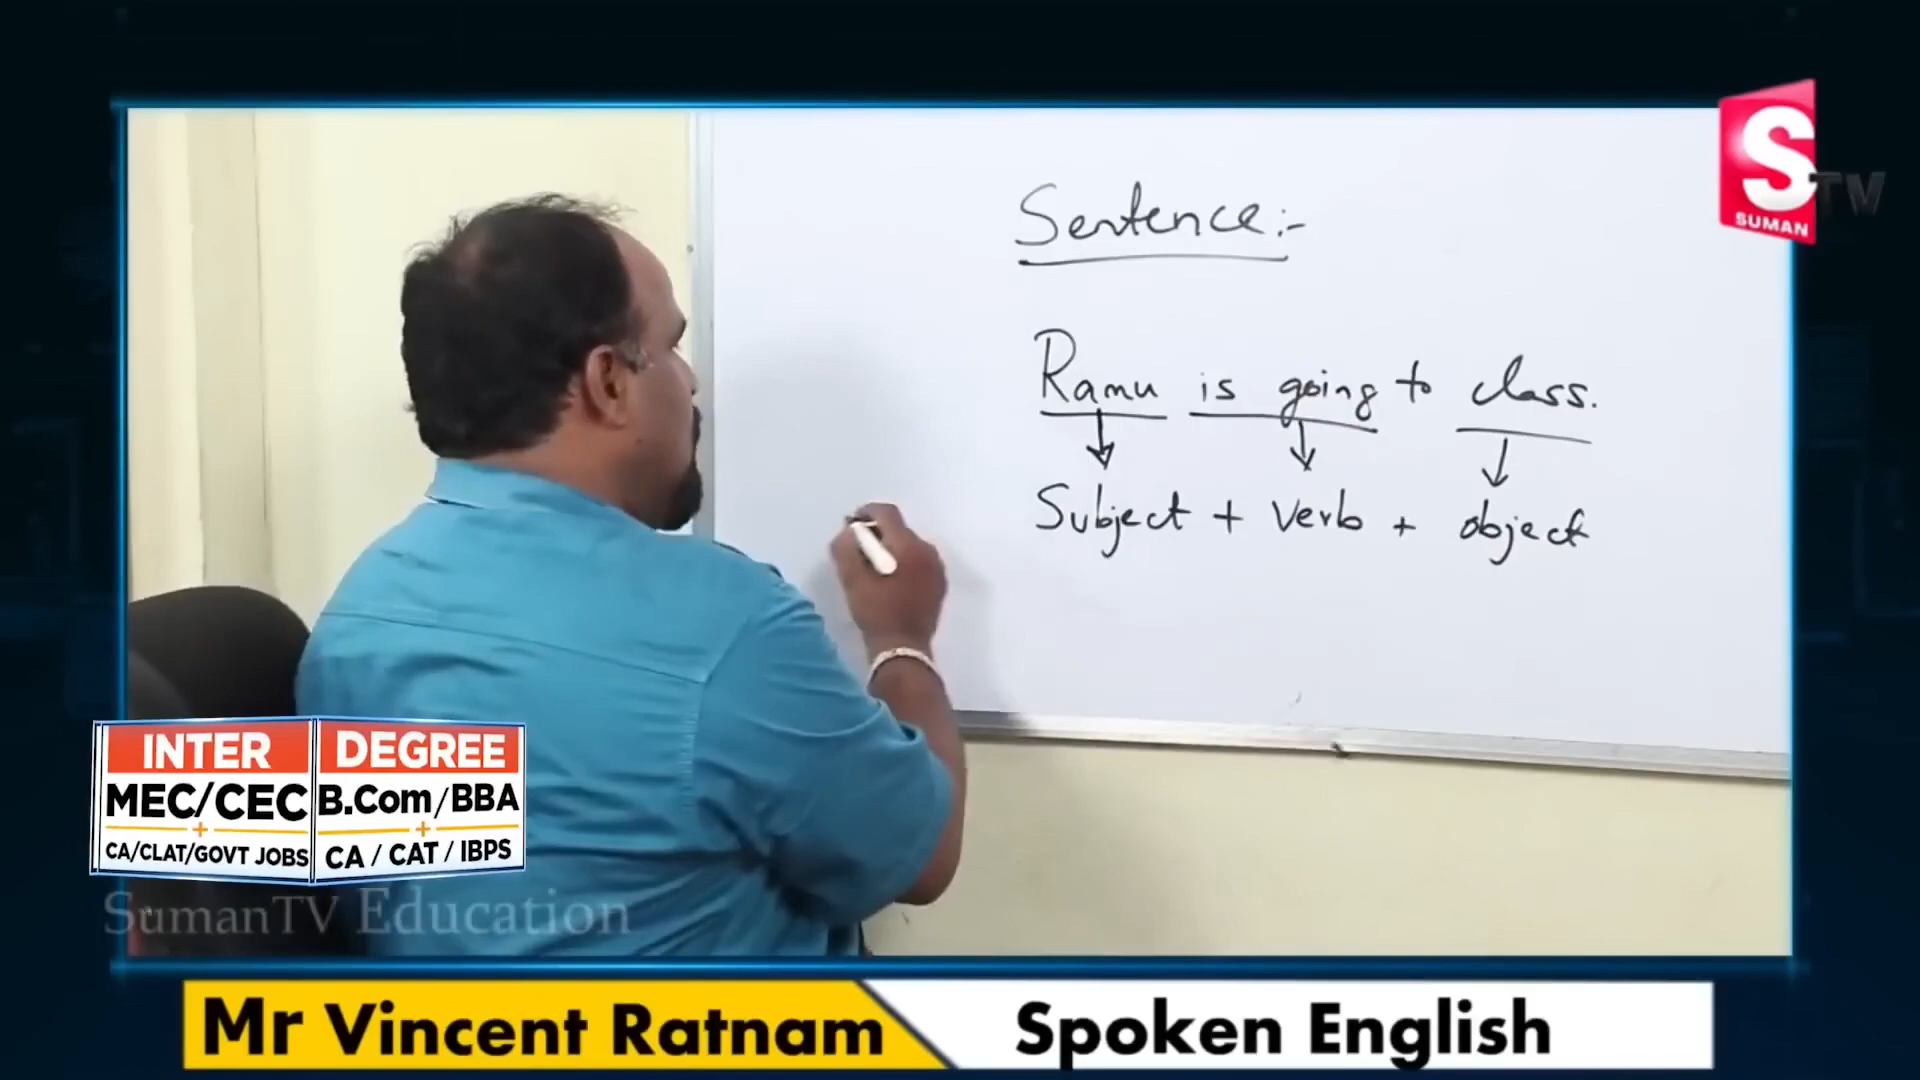 Sentence:-
Ramu is going to class.
Subject + Verb + object
S
TV
SUMAN
INTER DEGREE
MEC/CEC B.Com/BBA
+ +
CA/CLAT/GOVT JOBS CA / CAT / IBPS
SumanTV Education
Mr Vincent Ratnam Spoken English